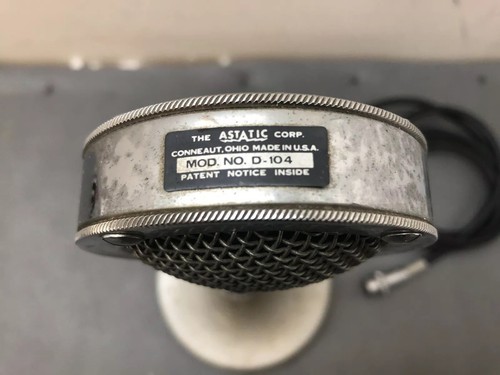 THE ASTATIC CORP.
CONNEAUT, OHIO MADE IN U.S.A.
MOD. NO. D-104
PATENT NOTICE INSIDE